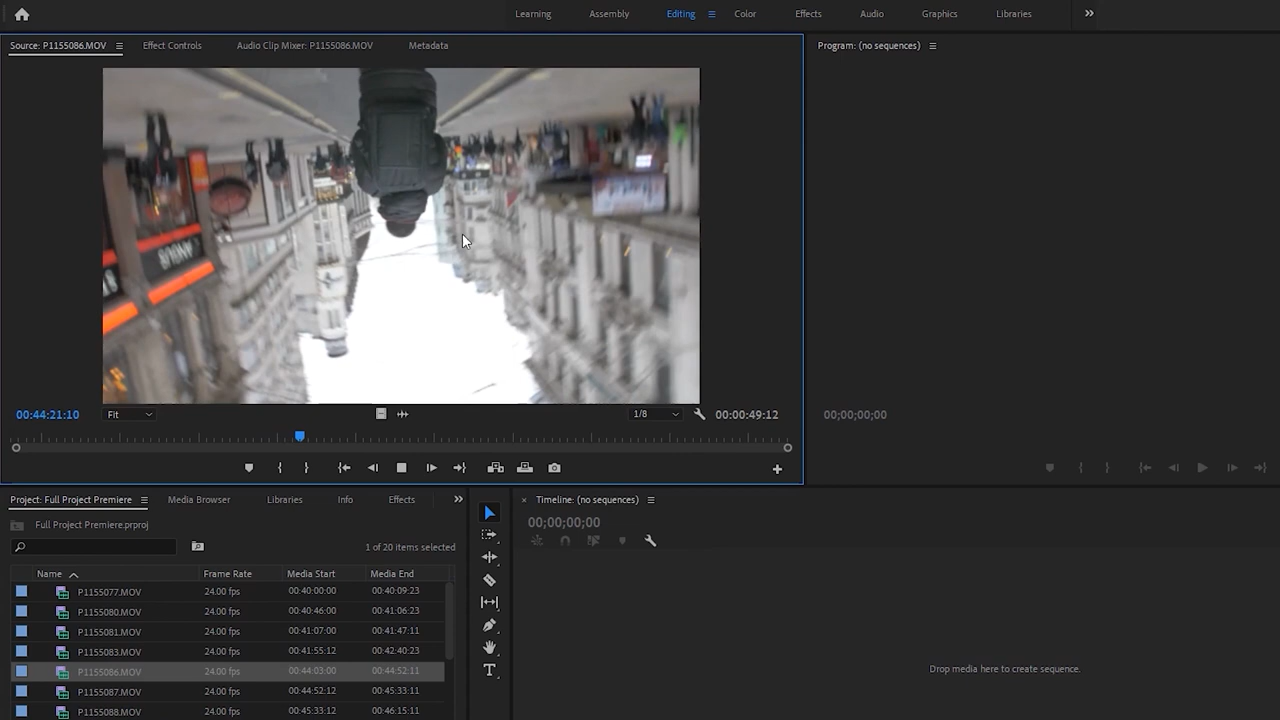 Learning Assembly Editing Color Effects Audio Graphics Libraries
Source: P1155086.MOV Effect Controls Audio Clip Mixer: P1155086.MOV Metadata
Program: (no sequences)
00:44:21:10 Fit 1/8 00:00:49:12
00;00;00;00
Project: Full Project Premiere Media Browser Libraries Info Effects
Full Project Premiere.prproj
1 of 20 items selected
Name Frame Rate Media Start Media End
P1155077.MOV 24.00 fps 00:40:00:00 00:40:09:23
P1155080.MOV 24.00 fps 00:40:46:00 00:41:06:23
P1155081.MOV 24.00 fps 00:41:07:00 00:41:47:11
P1155083.MOV 24.00 fps 00:41:55:12 00:42:40:23
P1155086.MOV 24.00 fps 00:44:03:00 00:44:52:11
P1155087.MOV 24.00 fps 00:44:52:12 00:45:33:11
P1155088.MOV 24.00 fps 00:45:33:12 00:46:15:11
× Timeline: (no sequences)
00;00;00;00
Drop media here to create sequence.